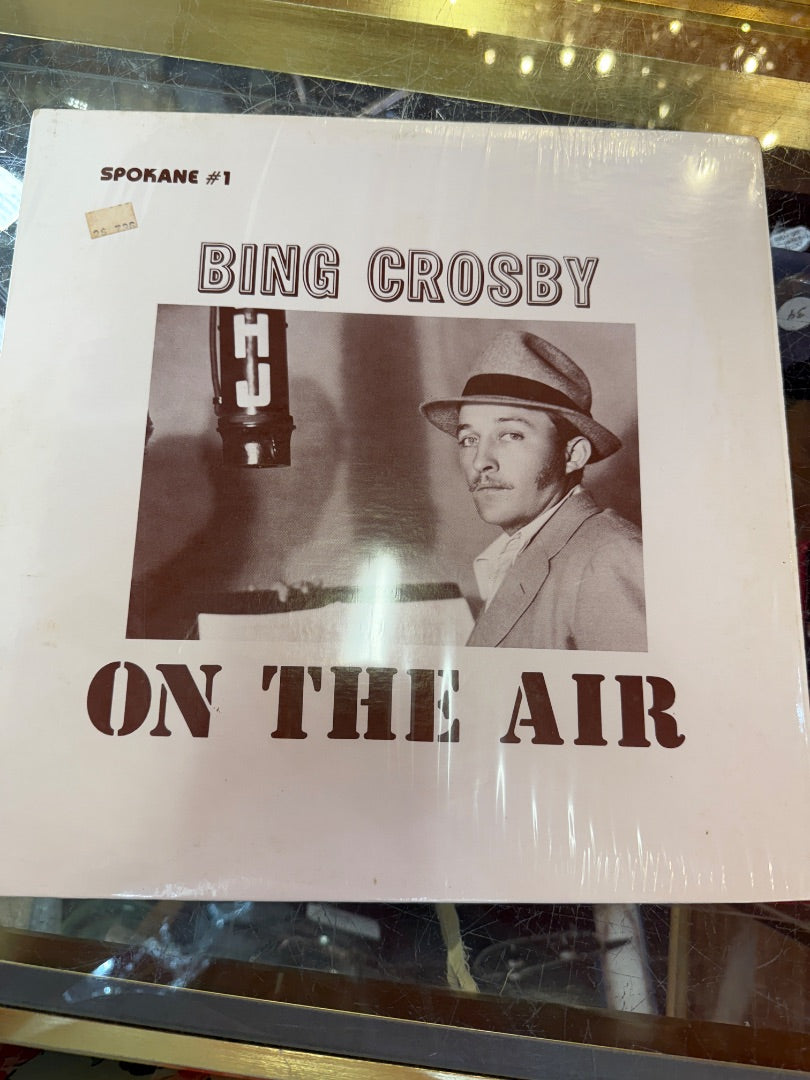 SPOKANE #1
BING CROSBY
H
J
ON THE AIR